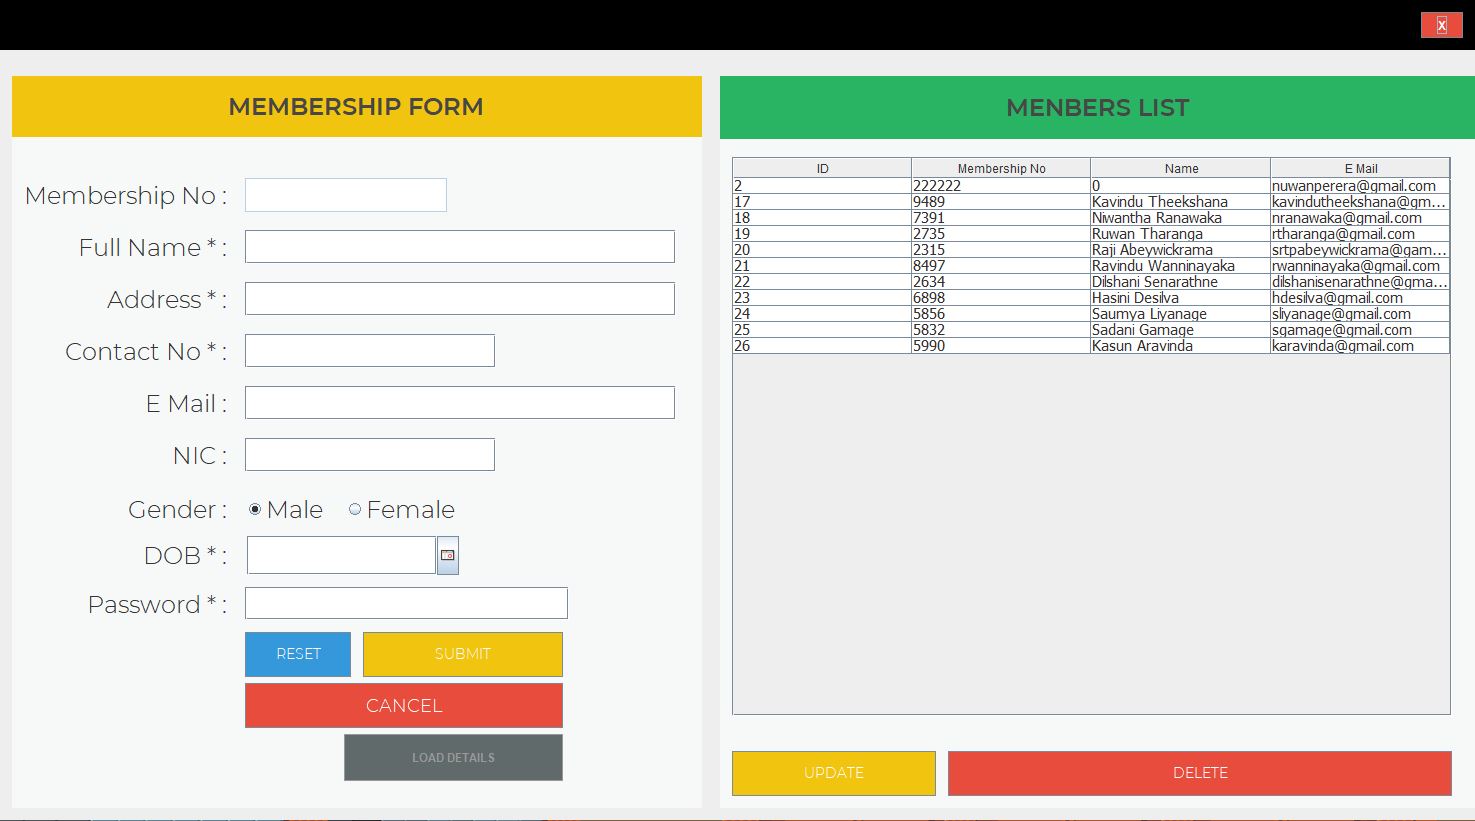 X
MEMBERSHIP FORM
Membership No :
Full Name * :
Address * :
Contact No * :
E Mail :
NIC :
Gender : Male Female
DOB * :
Password * :
RESET SUBMIT
CANCEL
LOAD DETAILS
MENBERS LIST
ID Membership No Name E Mail
2 222222 0 nuwanperera@gmail.com
17 9489 Kavindu Theekshana kavindutheekshana@gm...
18 7391 Niwantha Ranawaka nranawaka@gmail.com
19 2735 Ruwan Tharanga rtharanga@gmail.com
20 2315 Raji Abeywickrama srtpabeywickrama@gam...
21 8497 Ravindu Wanninayaka rwanninayaka@gmail.com
22 2634 Dilshani Senarathne dilshanisenarathne@gma...
23 6898 Hasini Desilva hdesilva@gmail.com
24 5856 Saumya Liyanage sliyanage@gmail.com
25 5832 Sadani Gamage sgamage@gmail.com
26 5990 Kasun Aravinda karavinda@gmail.com
UPDATE DELETE